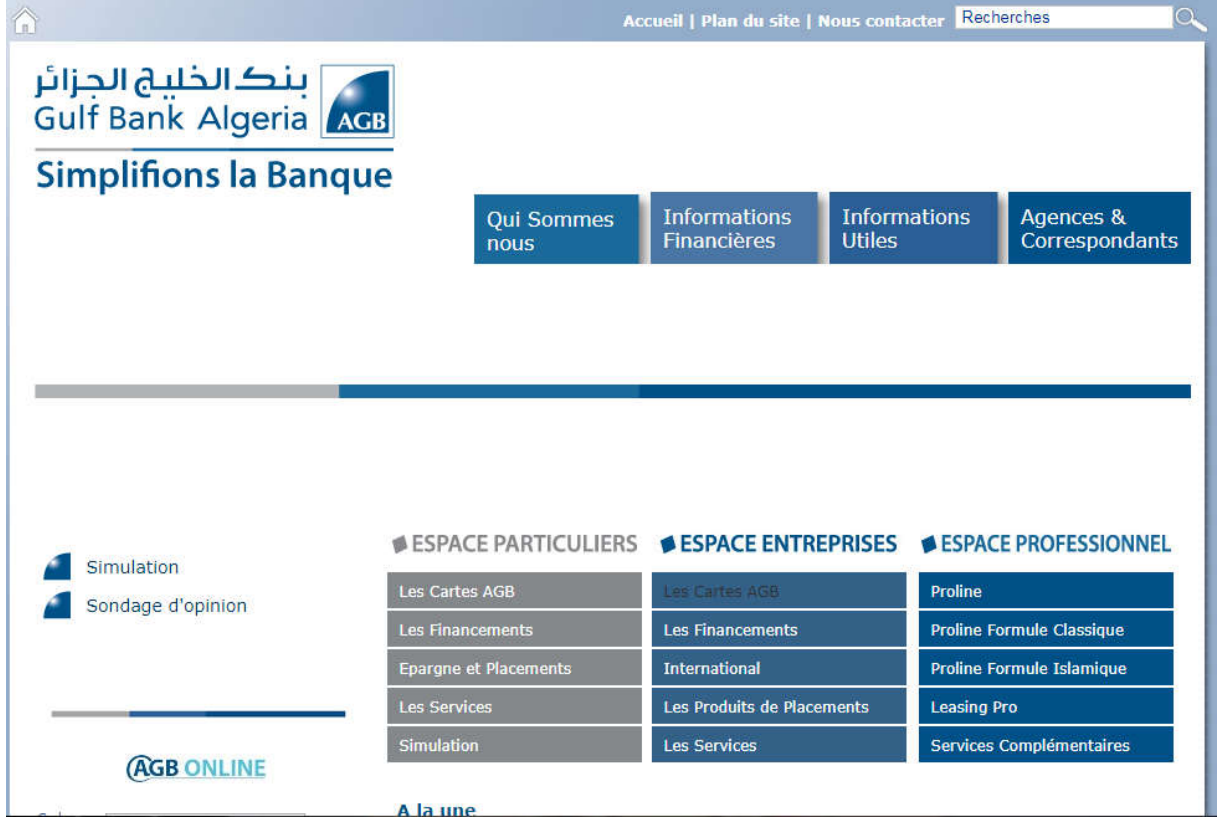 Accueil | Plan du site | Nous contacter Recherches
بنك الخليج الجزائر
Gulf Bank Algeria
AGB
Simplifions la Banque
Qui Sommes
nous
Informations
Financières
Informations
Utiles
Agences &
Correspondants
Simulation
Sondage d'opinion
AGB ONLINE
ESPACE PARTICULIERS
Les Cartes AGB
Les Financements
Epargne et Placements
Les Services
Simulation
ESPACE ENTREPRISES
Les Cartes AGB
Les Financements
International
Les Produits de Placements
Les Services
ESPACE PROFESSIONNEL
Proline
Proline Formule Classique
Proline Formule Islamique
Leasing Pro
Services Complémentaires
A la une